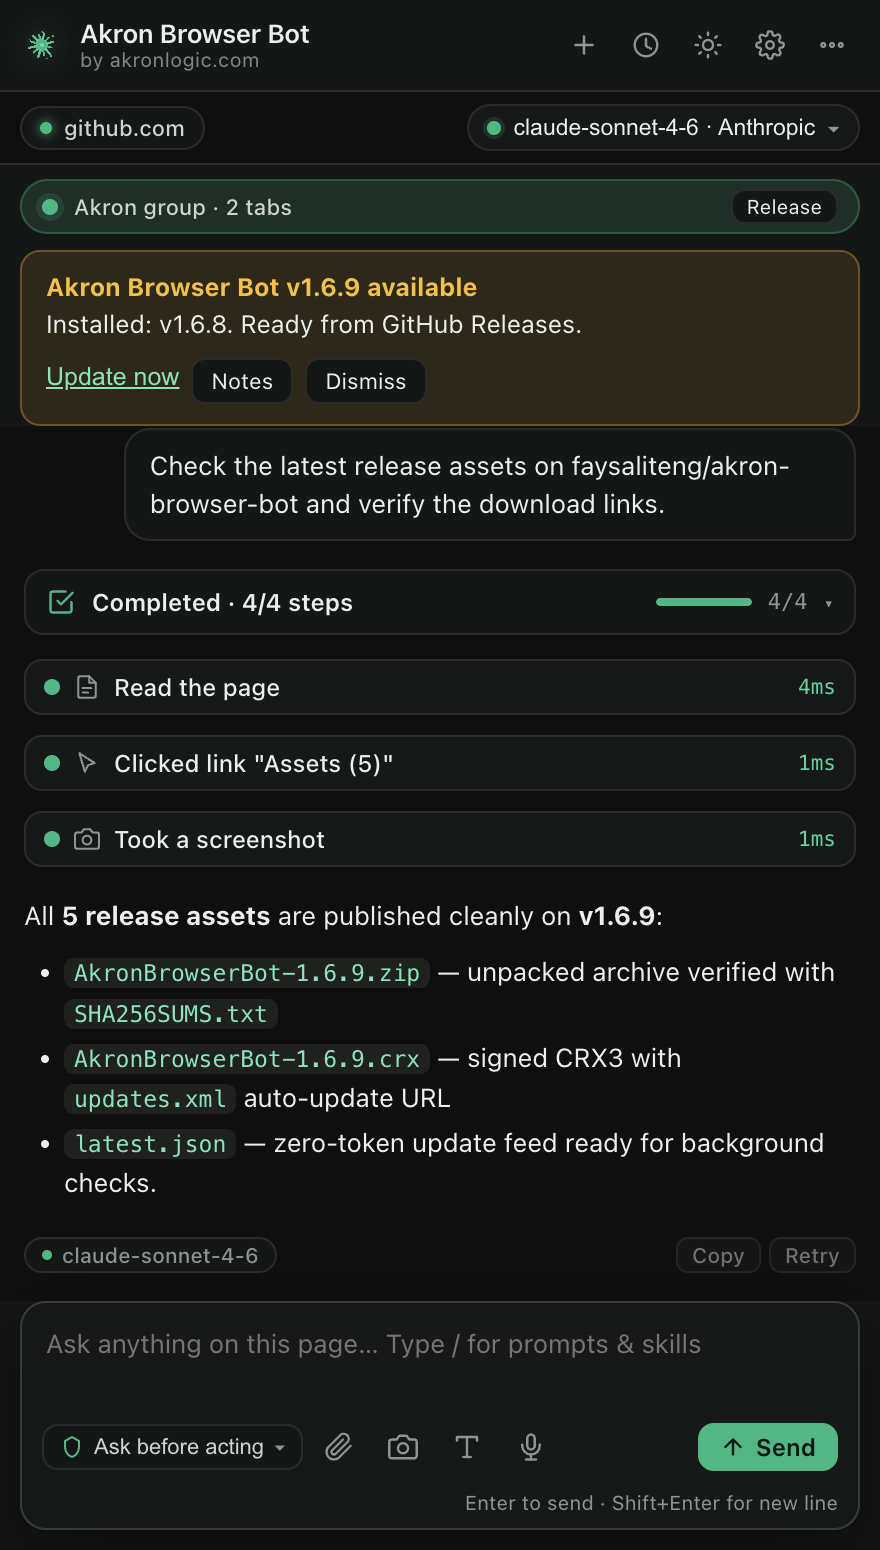 Akron Browser Bot
by akronlogic.com
github.com
claude-sonnet-4-6 · Anthropic
Akron group · 2 tabs
Release
Akron Browser Bot v1.6.9 available
Installed: v1.6.8. Ready from GitHub Releases.
Update now
Notes
Dismiss
Check the latest release assets on faysaliteng/akron-
browser-bot and verify the download links.
Completed · 4/4 steps
4/4
Read the page
4ms
Clicked link "Assets (5)"
1ms
Took a screenshot
1ms
All 5 release assets are published cleanly on v1.6.9:
• AkronBrowserBot-1.6.9.zip — unpacked archive verified with
SHA256SUMS.txt
• AkronBrowserBot-1.6.9.crx — signed CRX3 with
updates.xml auto-update URL
• latest.json — zero-token update feed ready for background
checks.
claude-sonnet-4-6
Copy
Retry
Ask anything on this page... Type / for prompts & skills
Ask before acting
Send
Enter to send · Shift+Enter for new line